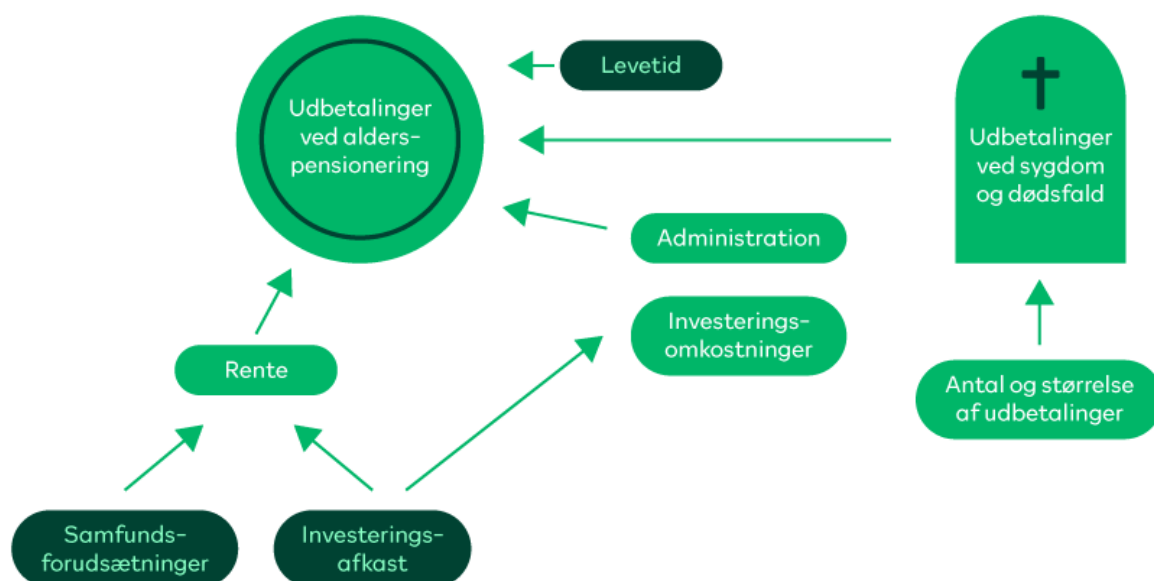 Udbetalinger
ved alders-
pensionering
Levetid
Udbetalinger
ved sygdom
og dødsfald
Administration
Investerings-
omkostninger
Rente
Antal og størrelse
af udbetalinger
Samfunds-
forudsætninger
Investerings-
afkast